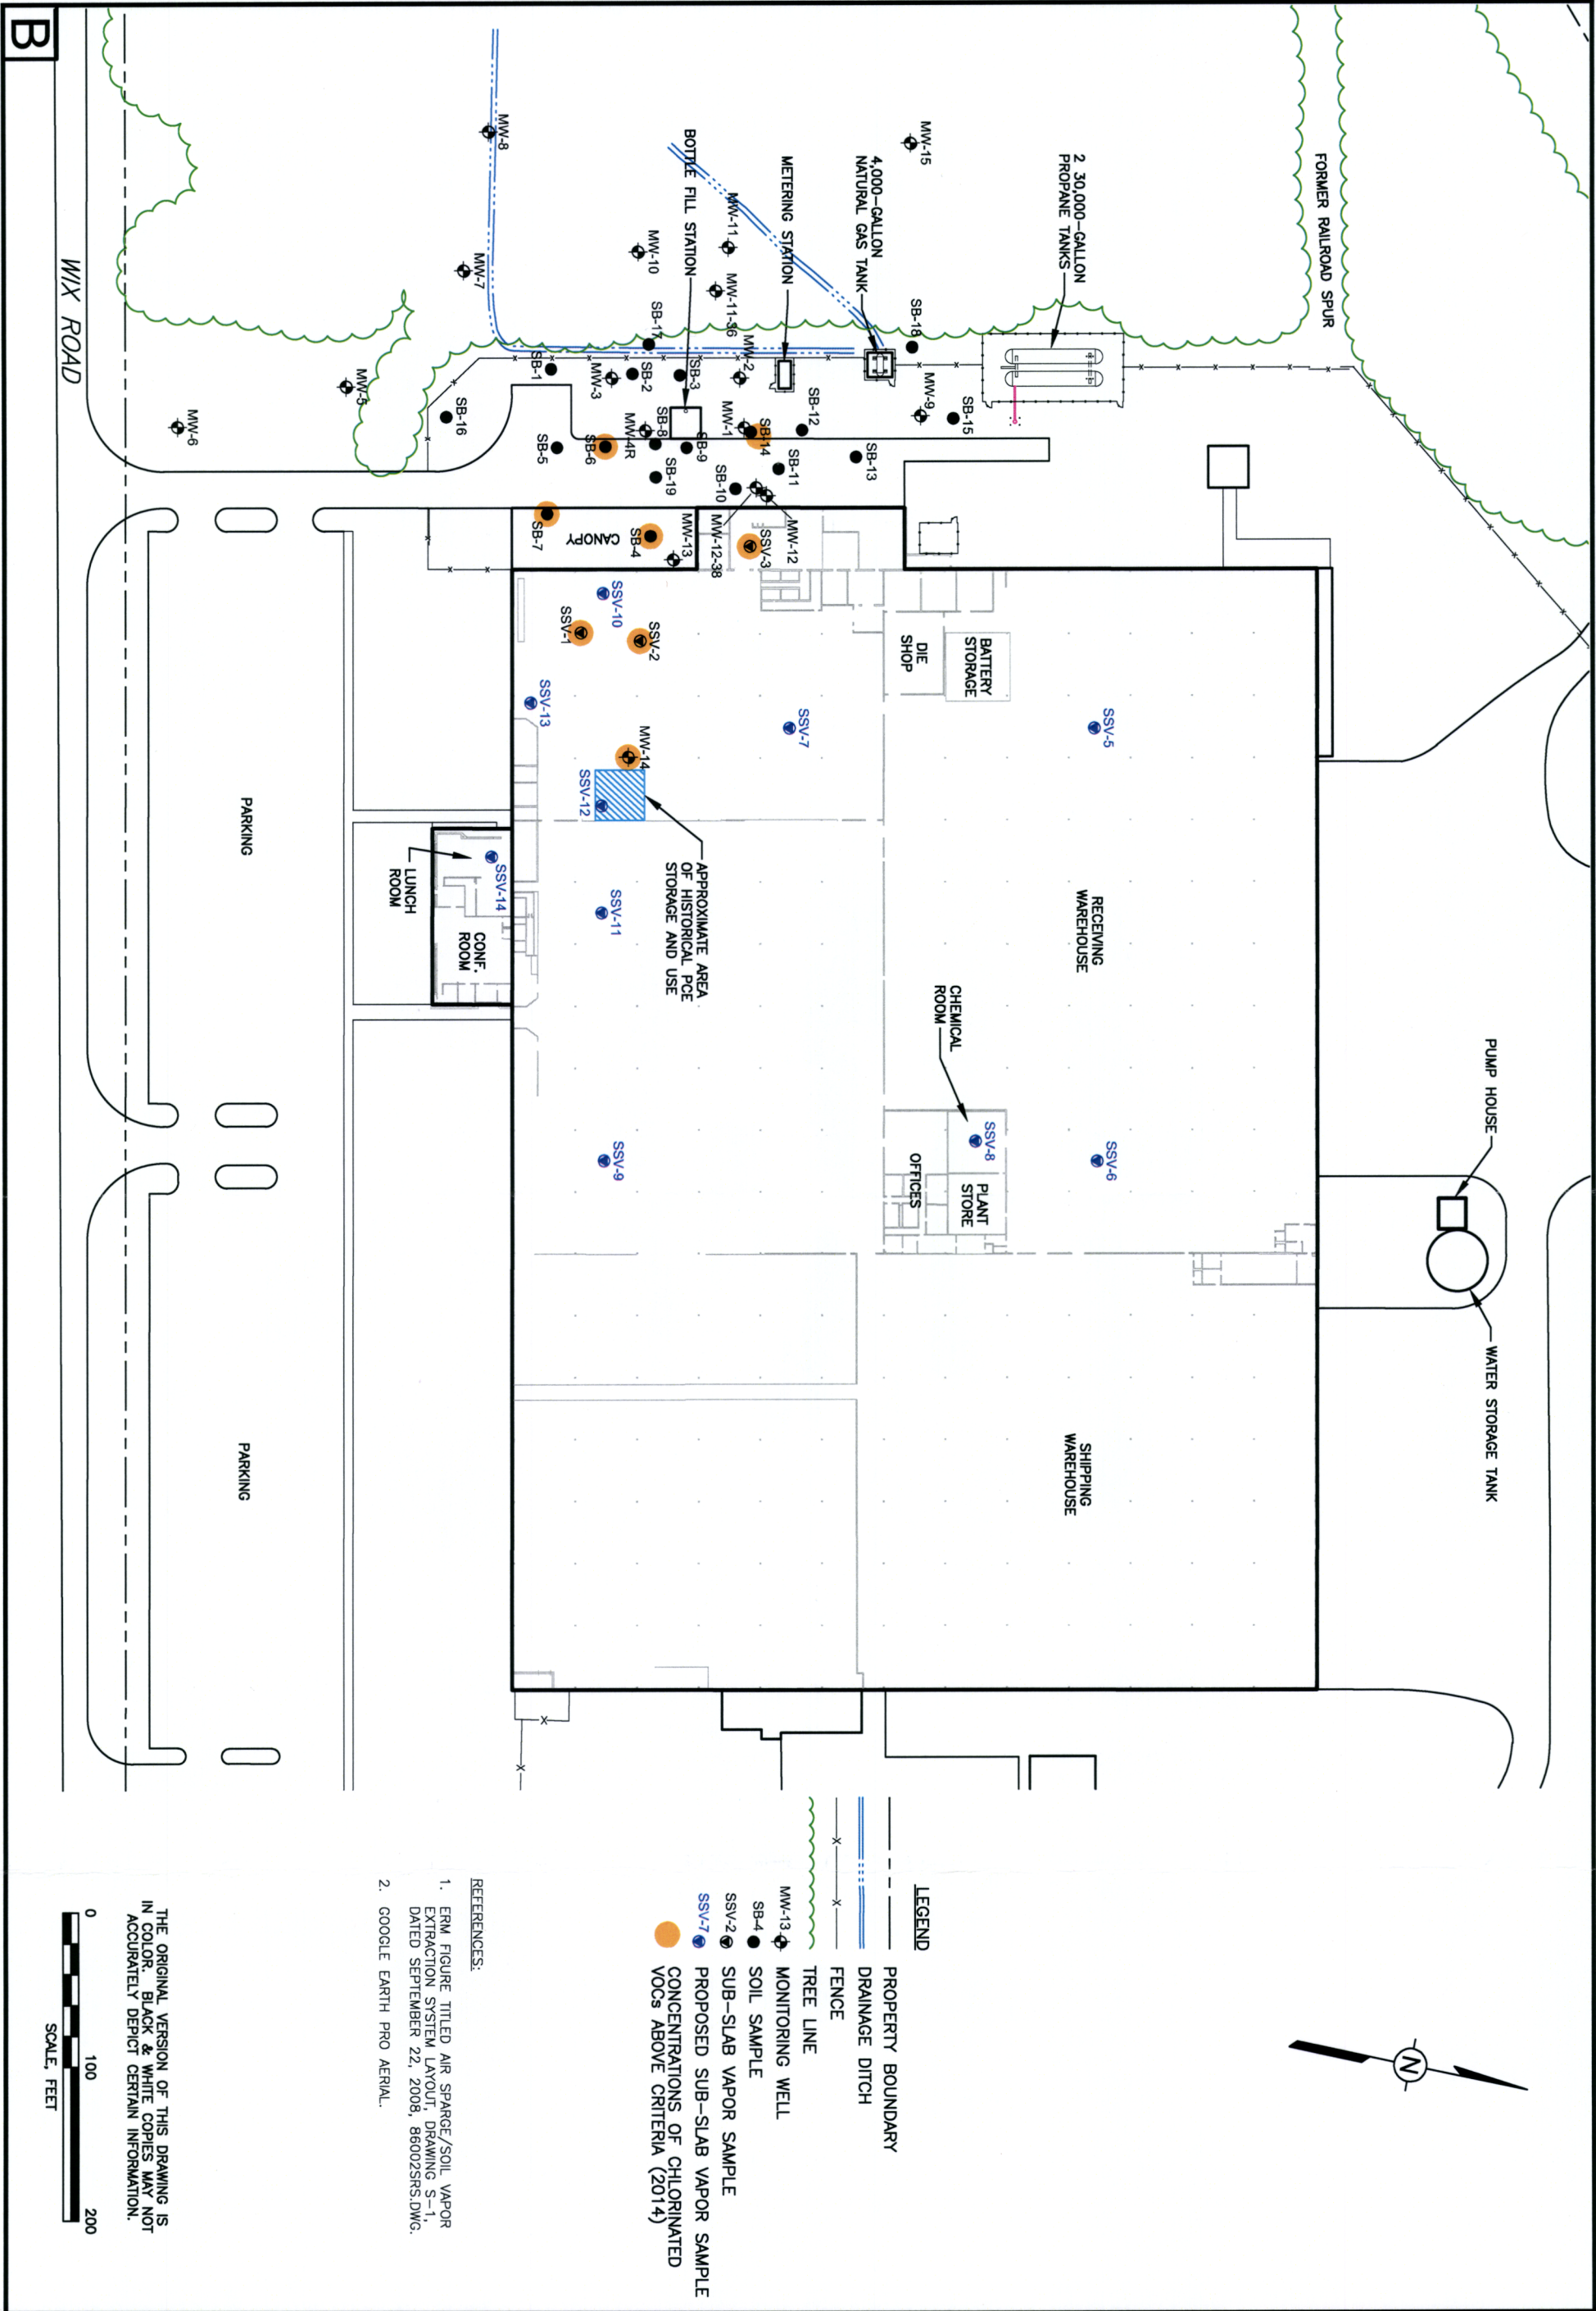 FORMER RAILROAD SPUR
2 30,000-GALLON
PROPANE TANKS
MW-15
4,000-GALLON
NATURAL GAS TANK
METERING STATION
BOTTLE FILL STATION
MW-8
MW-7
MW-10
MW-11
MW-11-36
SB-17
SB-18
MW-2
SB-3
SB-2
MW-3
SB-1
MW-5
MW-6
SB-16
MW-9
SB-15
SB-12
SB-13
SB-14
MW-1
SB-11
SB-10
SB-9
SB-8
MW-4R
SB-6
SB-5
SB-19
SB-7
CANOPY
SB-4
MW-13
MW-12-38
MW-12
SSV-3
SSV-10
SSV-1
SSV-2
SSV-13
MW-14
SSV-12
SSV-7
SSV-5
DIE
SHOP
BATTERY
STORAGE
APPROXIMATE AREA
OF HISTORICAL PCE
STORAGE AND USE
RECEIVING
WAREHOUSE
CHEMICAL
ROOM
SSV-8
SSV-6
OFFICES
PLANT
STORE
SSV-11
SSV-9
SSV-14
LUNCH
ROOM
CONF.
ROOM
SHIPPING
WAREHOUSE
PUMP HOUSE
WATER STORAGE TANK
PARKING
PARKING
WIX ROAD
B
N
LEGEND
PROPERTY BOUNDARY
DRAINAGE DITCH
X X FENCE
TREE LINE
MW-13 MONITORING WELL
SB-4 SOIL SAMPLE
SSV-2 SUB-SLAB VAPOR SAMPLE
SSV-7 PROPOSED SUB-SLAB VAPOR SAMPLE
CONCENTRATIONS OF CHLORINATED
VOCs ABOVE CRITERIA (2014)
REFERENCES:
1. ERM FIGURE TITLED AIR SPARGE/SOIL VAPOR
EXTRACTION SYSTEM LAYOUT, DRAWING S-1,
DATED SEPTEMBER 22, 2008, 86002SRS.DWG.
2. GOOGLE EARTH PRO AERIAL.
THE ORIGINAL VERSION OF THIS DRAWING IS
IN COLOR. BLACK & WHITE COPIES MAY NOT
ACCURATELY DEPICT CERTAIN INFORMATION.
0 100 200
SCALE, FEET